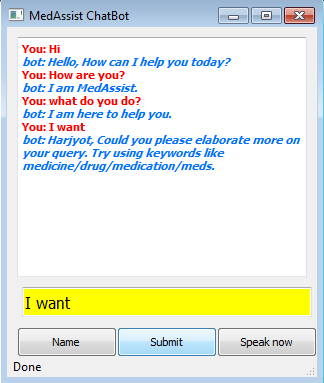 MedAssist ChatBot
You: Hi
bot: Hello, How can I help you today?
You: How are you?
bot: I am MedAssist.
You: what do you do?
bot: I am here to help you.
You: I want
bot: Harjyot, Could you please elaborate more on
your query. Try using keywords like
medicine/drug/medication/meds.
I want
Name Submit Speak now
Done